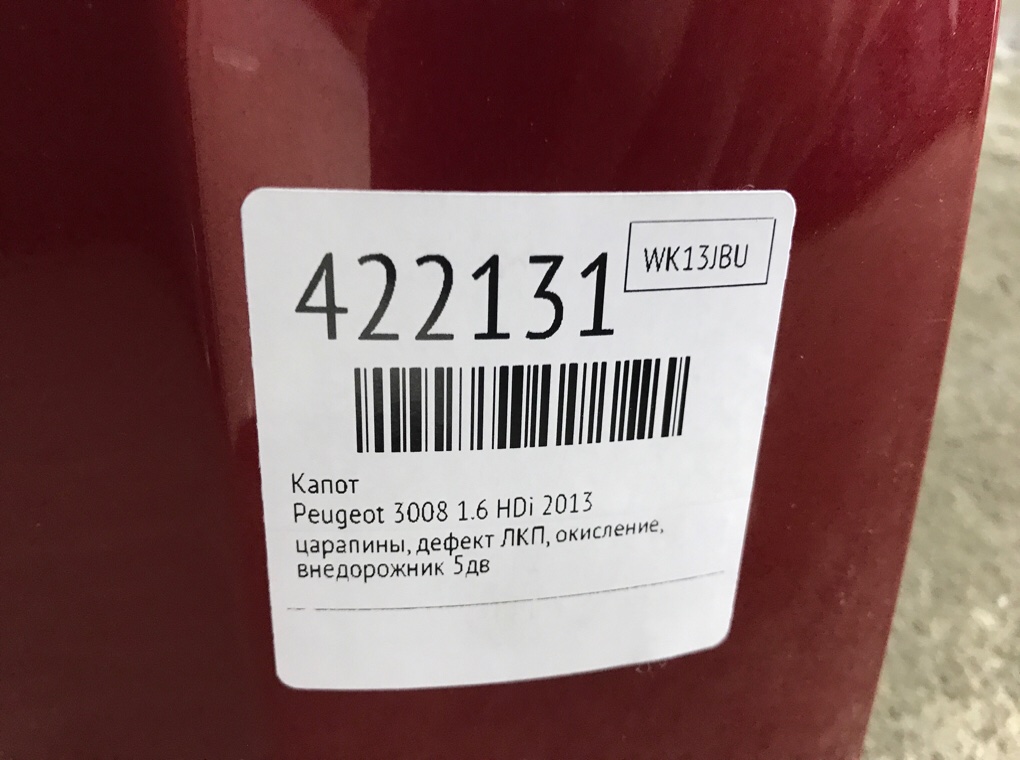 422131
WK13JBU
Капот
Peugeot 3008 1.6 HDi 2013
царапины, дефект ЛКП, окисление,
внедорожник 5дв